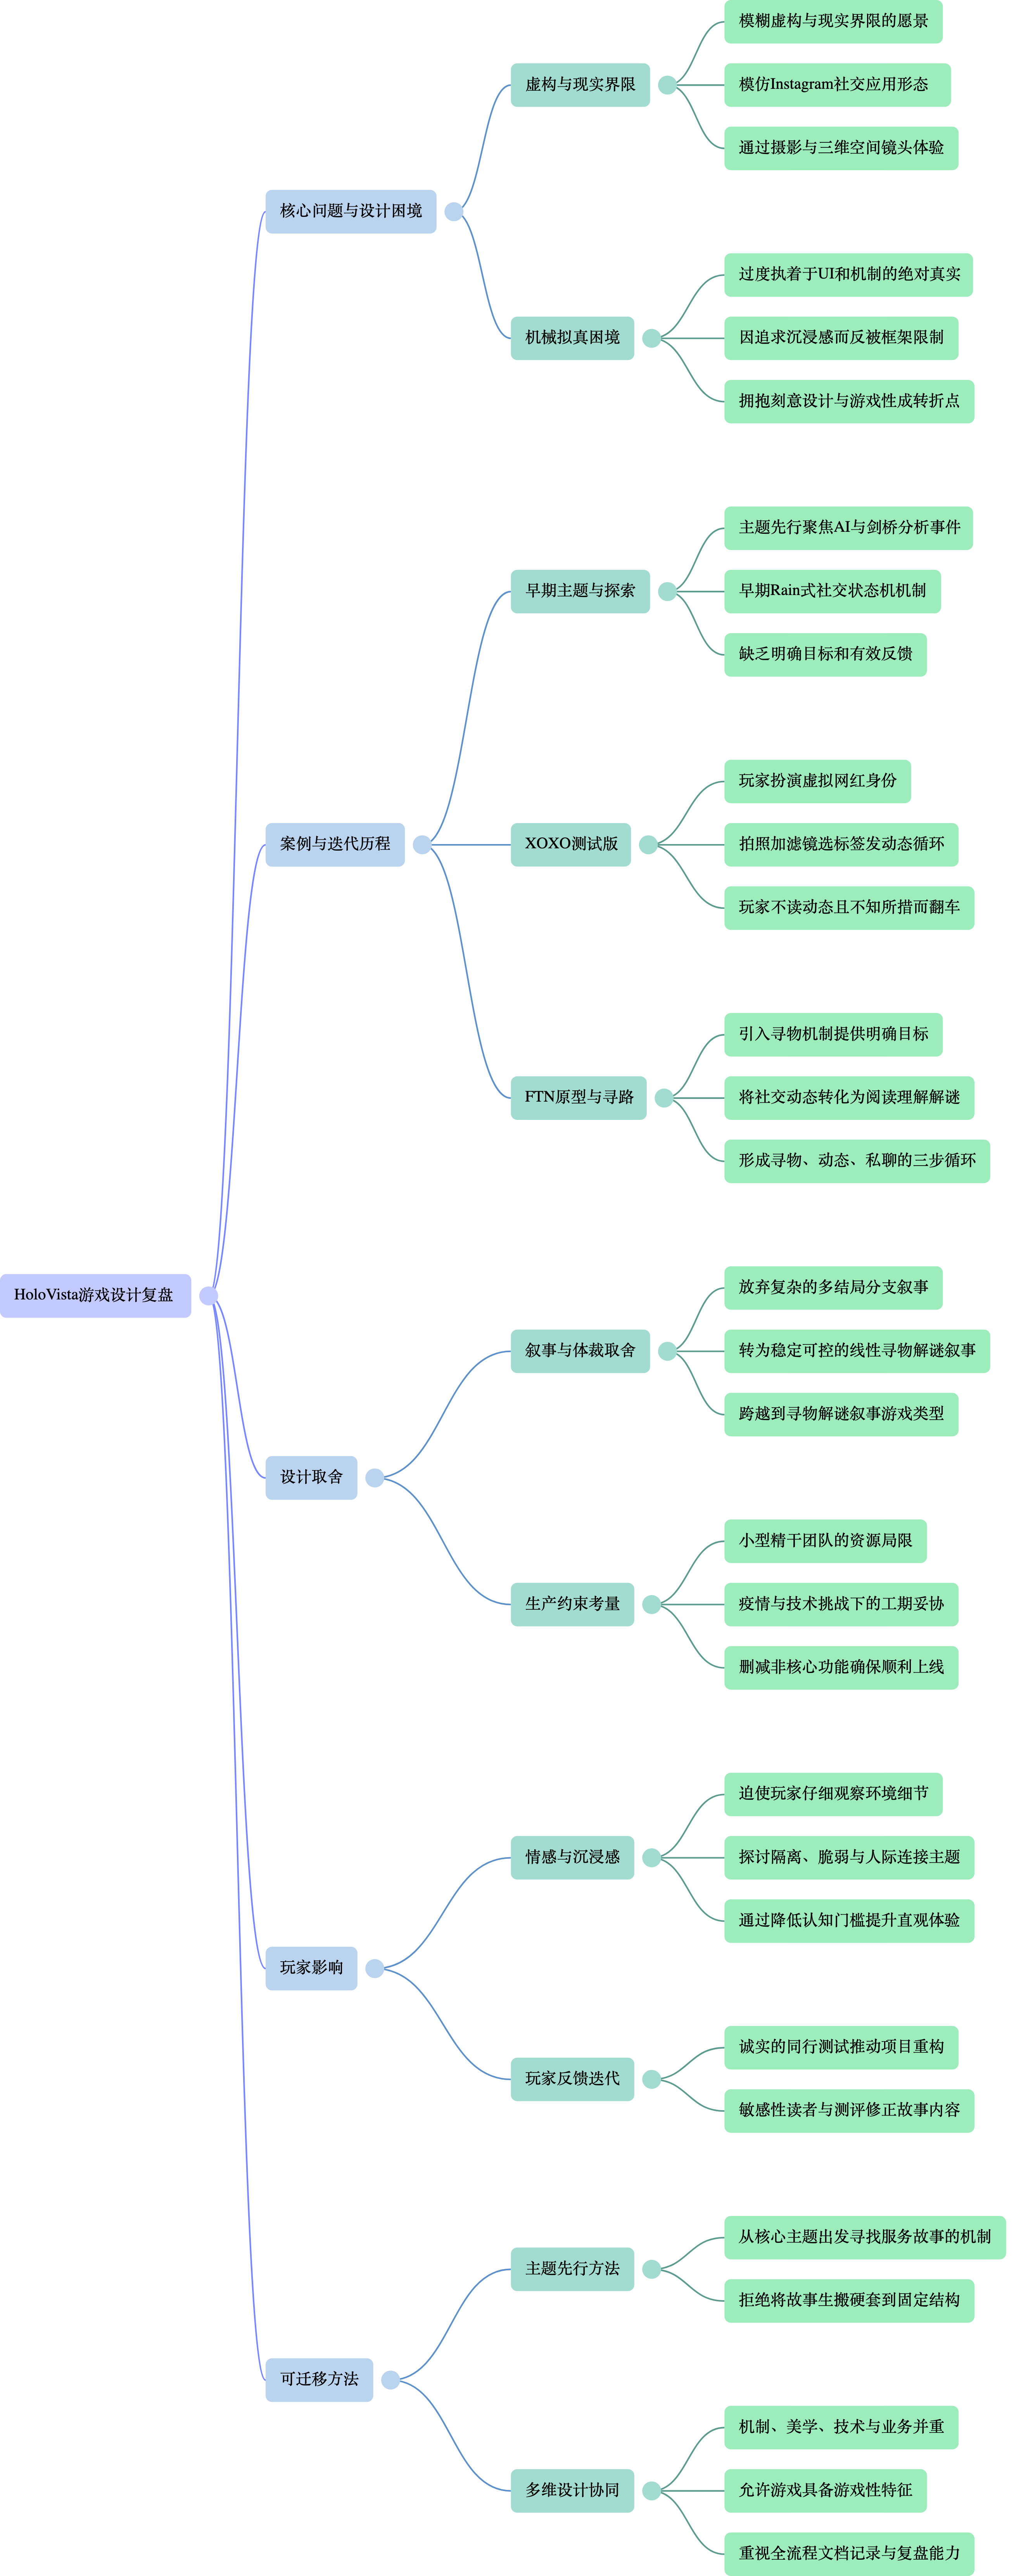 HoloVista游戏设计复盘
核心问题与设计困境
虚构与现实界限
模糊虚构与现实界限的愿景
模仿Instagram社交应用形态
通过摄影与三维空间镜头体验
机械拟真困境
过度执着于UI和机制的绝对真实
因追求沉浸感而反被框架限制
拥抱刻意设计与游戏性成转折点
案例与迭代历程
早期主题与探索
主题先行聚焦AI与剑桥分析事件
早期Rain式社交状态机机制
缺乏明确目标和有效反馈
XOXO测试版
玩家扮演虚拟网红身份
拍照加滤镜选标签发动态循环
玩家不读动态且不知所措而翻车
FTN原型与寻路
引入寻物机制提供明确目标
将社交动态转化为阅读理解解谜
形成寻物、动态、私聊的三步循环
设计取舍
叙事与体裁取舍
放弃复杂的多结局分支叙事
转为稳定可控的线性寻物解谜叙事
跨越到寻物解谜叙事游戏类型
生产约束考量
小型精干团队的资源局限
疫情与技术挑战下的工期妥协
删减非核心功能确保顺利上线
玩家影响
情感与沉浸感
迫使玩家仔细观察环境细节
探讨隔离、脆弱与人际连接主题
通过降低认知门槛提升直观体验
玩家反馈迭代
诚实的同行测试推动项目重构
敏感性读者与测评修正故事内容
可迁移方法
主题先行方法
从核心主题出发寻找服务故事的机制
拒绝将故事生搬硬套到固定结构
多维设计协同
机制、美学、技术与业务并重
允许游戏具备游戏性特征
重视全流程文档记录与复盘能力